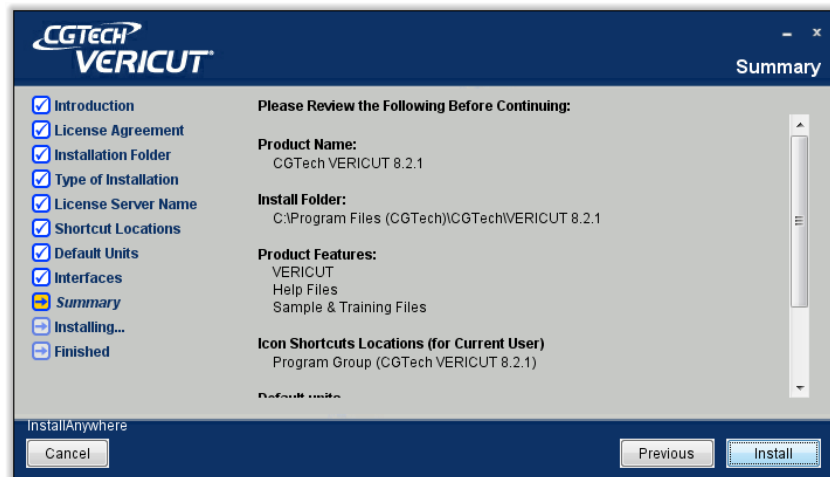 CGTECH
VERICUT
Summary
Introduction
License Agreement
Installation Folder
Type of Installation
License Server Name
Shortcut Locations
Default Units
Interfaces
Summary
Installing...
Finished
Please Review the Following Before Continuing:
Product Name:
CGTech VERICUT 8.2.1
Install Folder:
C:\Program Files (CGTech)\CGTech\VERICUT 8.2.1
Product Features:
VERICUT
Help Files
Sample & Training Files
Icon Shortcuts Locations (for Current User)
Program Group (CGTech VERICUT 8.2.1)
Default units
InstallAnywhere
Cancel
Previous
Install